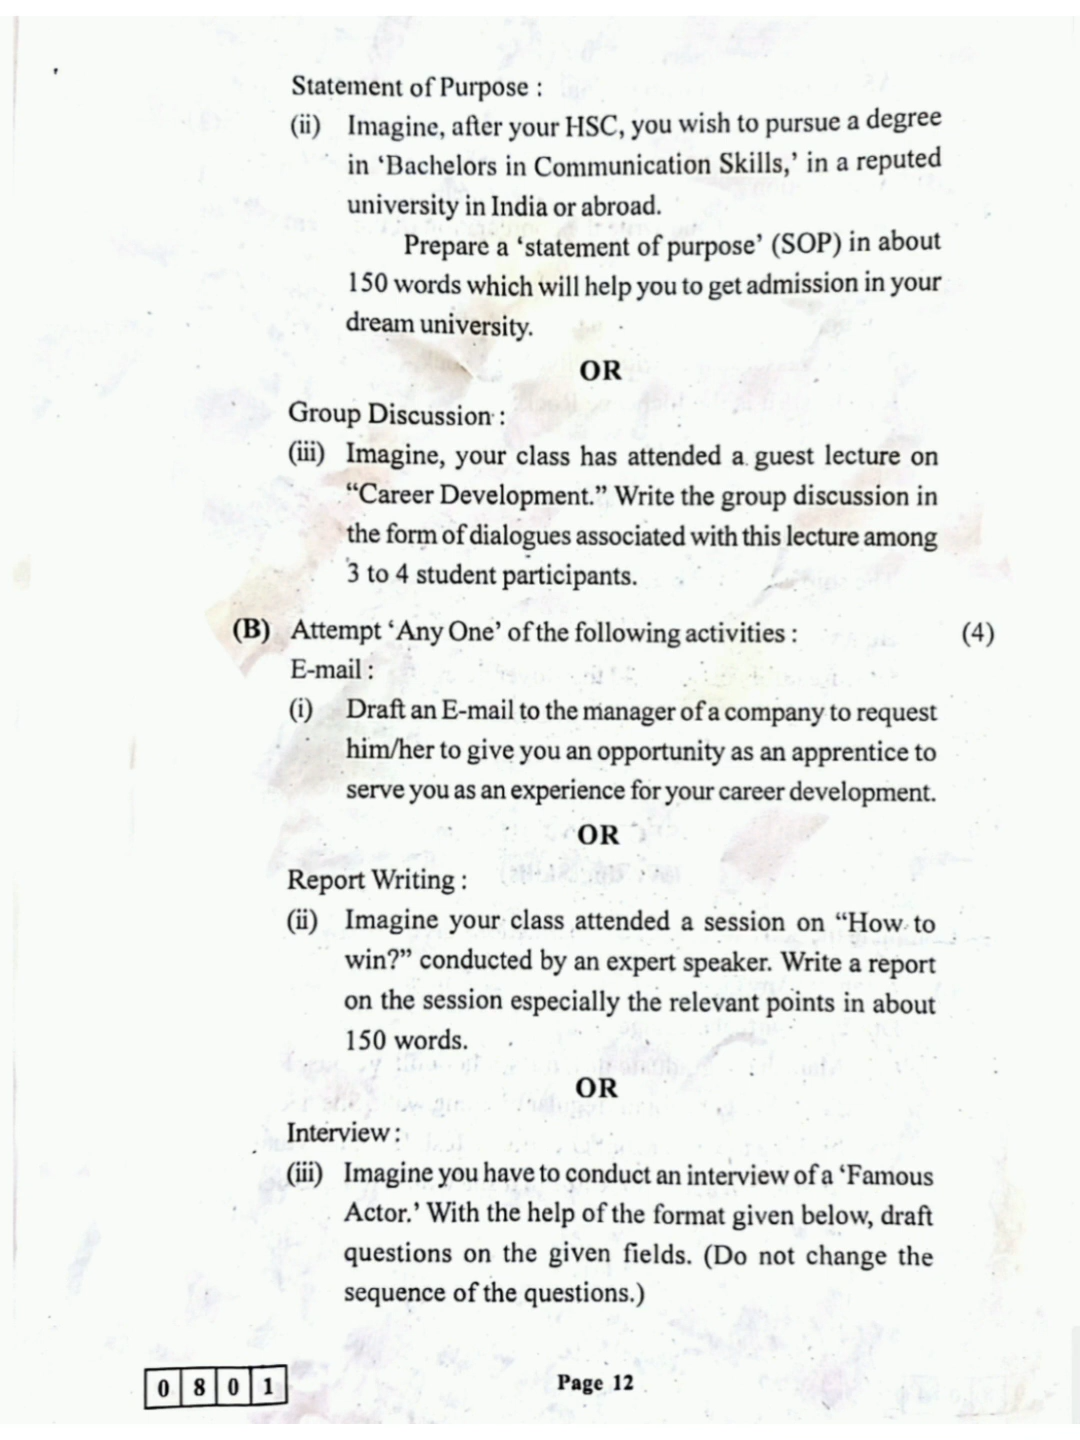 Statement of Purpose :
(ii) Imagine, after your HSC, you wish to pursue a degree
in ‘Bachelors in Communication Skills,’ in a reputed
university in India or abroad.
Prepare a ‘statement of purpose’ (SOP) in about
150 words which will help you to get admission in your
dream university.
OR
Group Discussion :
(iii) Imagine, your class has attended a guest lecture on
“Career Development.” Write the group discussion in
the form of dialogues associated with this lecture among
3 to 4 student participants.
(B) Attempt ‘Any One’ of the following activities : (4)
E-mail :
(i) Draft an E-mail to the manager of a company to request
him/her to give you an opportunity as an apprentice to
serve you as an experience for your career development.
OR
Report Writing :
(ii) Imagine your class attended a session on “How to
win?” conducted by an expert speaker. Write a report
on the session especially the relevant points in about
150 words.
OR
Interview :
(iii) Imagine you have to conduct an interview of a ‘Famous
Actor.’ With the help of the format given below, draft
questions on the given fields. (Do not change the
sequence of the questions.)
0 8 0 1 Page 12